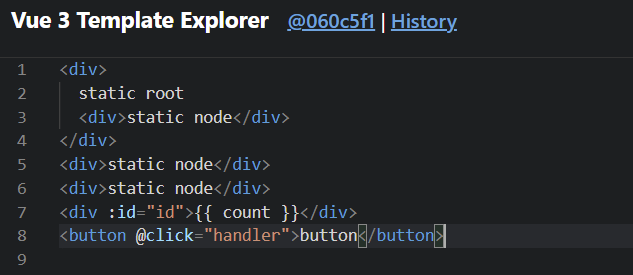 Vue 3 Template Explorer @060c5f1 | History
1 <div>
2 static root
3 <div>static node</div>
4 </div>
5 <div>static node</div>
6 <div>static node</div>
7 <div :id="id">{{ count }}</div>
8 <button @click="handler">button</button>
9